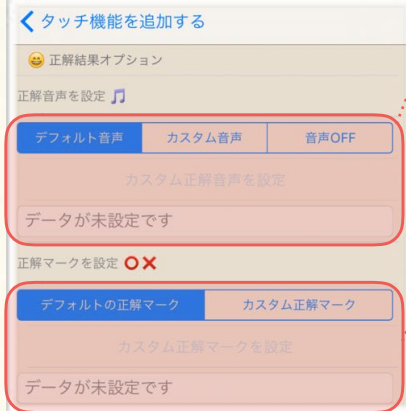 タッチ機能を追加する
😄 正解結果オプション
正解音声を設定 🎵
デフォルト音声 カスタム音声 音声OFF
カスタム正解音声を設定
データが未設定です
正解マークを設定 ⭕❌
デフォルトの正解マーク カスタム正解マーク
カスタム正解マークを設定
データが未設定です